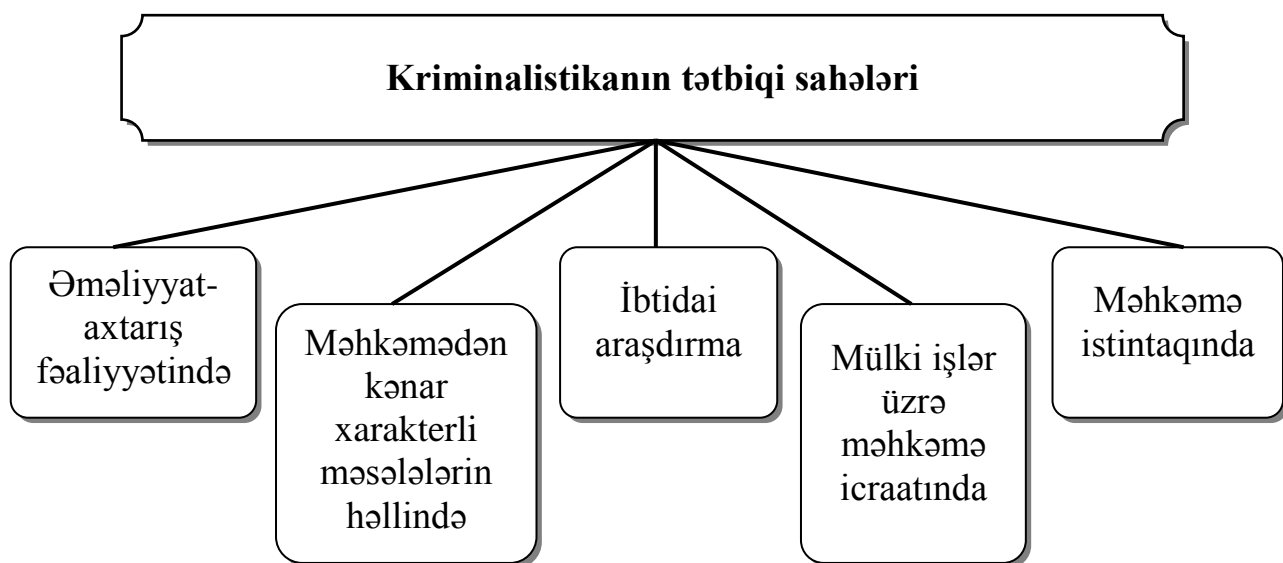 Kriminalistikanın tətbiqi sahələri
Əməliyyat-
axtarış
fəaliyyətində
Məhkəmədən
kənar
xarakterli
məsələlərin
həllində
İbtidai
araşdırma
Mülki işlər
üzrə
məhkəmə
icraatında
Məhkəmə
istintaqında